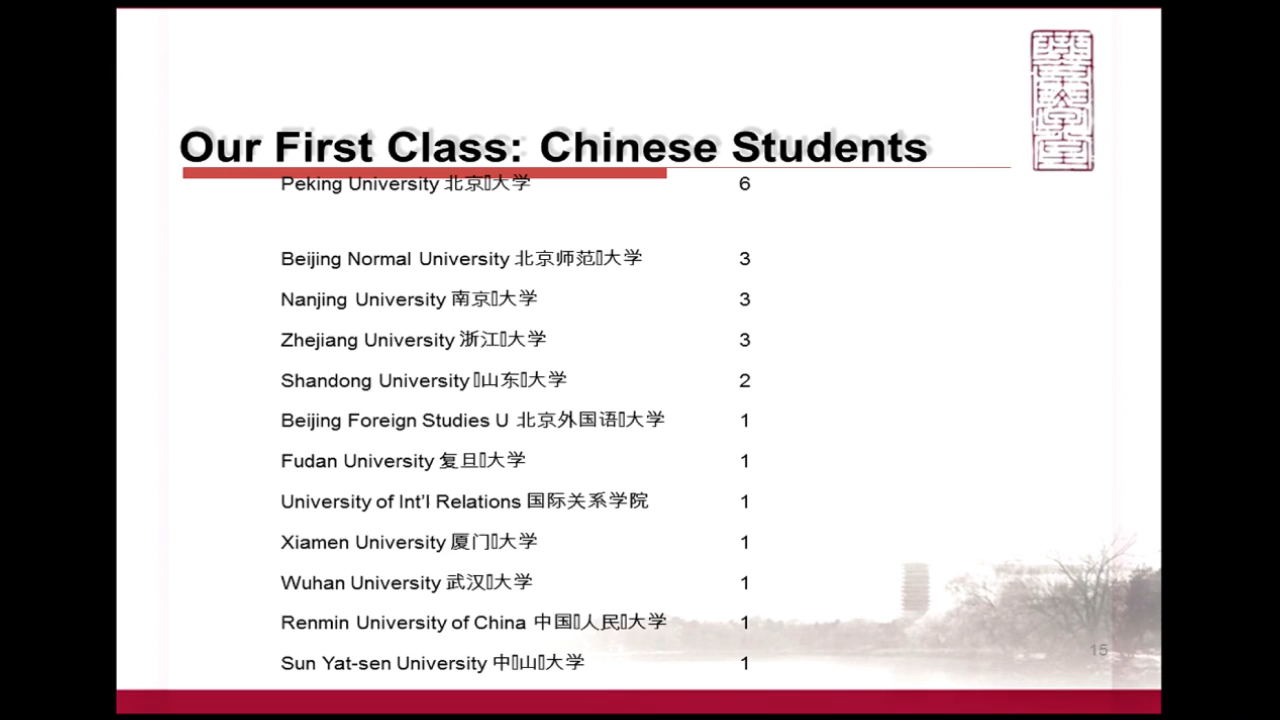 Our First Class: Chinese Students
Peking University 北京大学 6
Beijing Normal University 北京师范大学 3
Nanjing University 南京大学 3
Zhejiang University 浙江大学 3
Shandong University 山东大学 2
Beijing Foreign Studies U 北京外国语大学 1
Fudan University 复旦大学 1
University of Int'l Relations 国际关系学院 1
Xiamen University 厦门大学 1
Wuhan University 武汉大学 1
Renmin University of China 中国人民大学 1
Sun Yat-sen University 中山大学 1
15